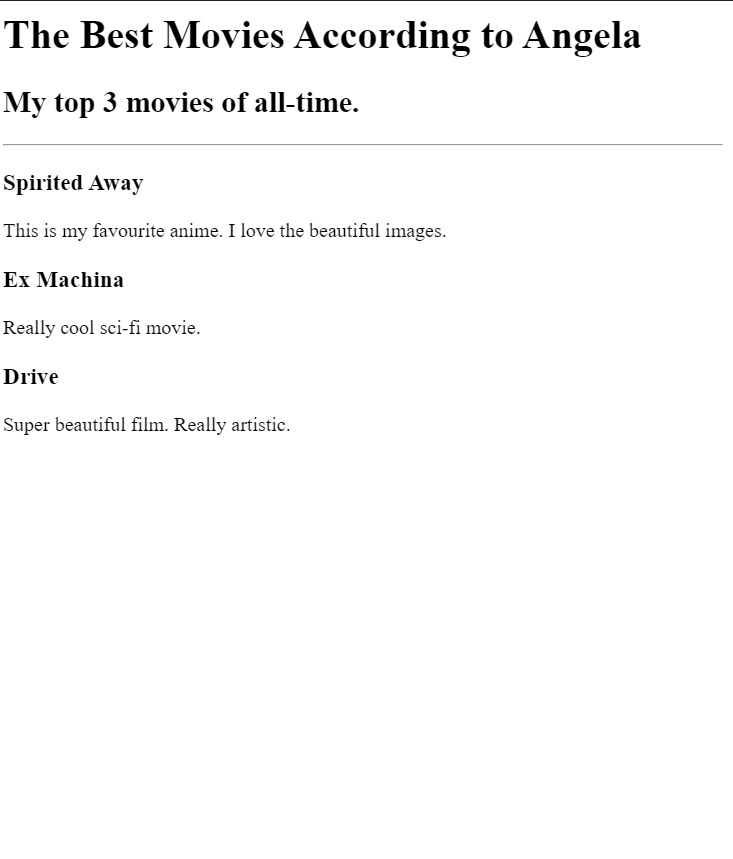 The Best Movies According to Angela
My top 3 movies of all-time.
Spirited Away
This is my favourite anime. I love the beautiful images.
Ex Machina
Really cool sci-fi movie.
Drive
Super beautiful film. Really artistic.